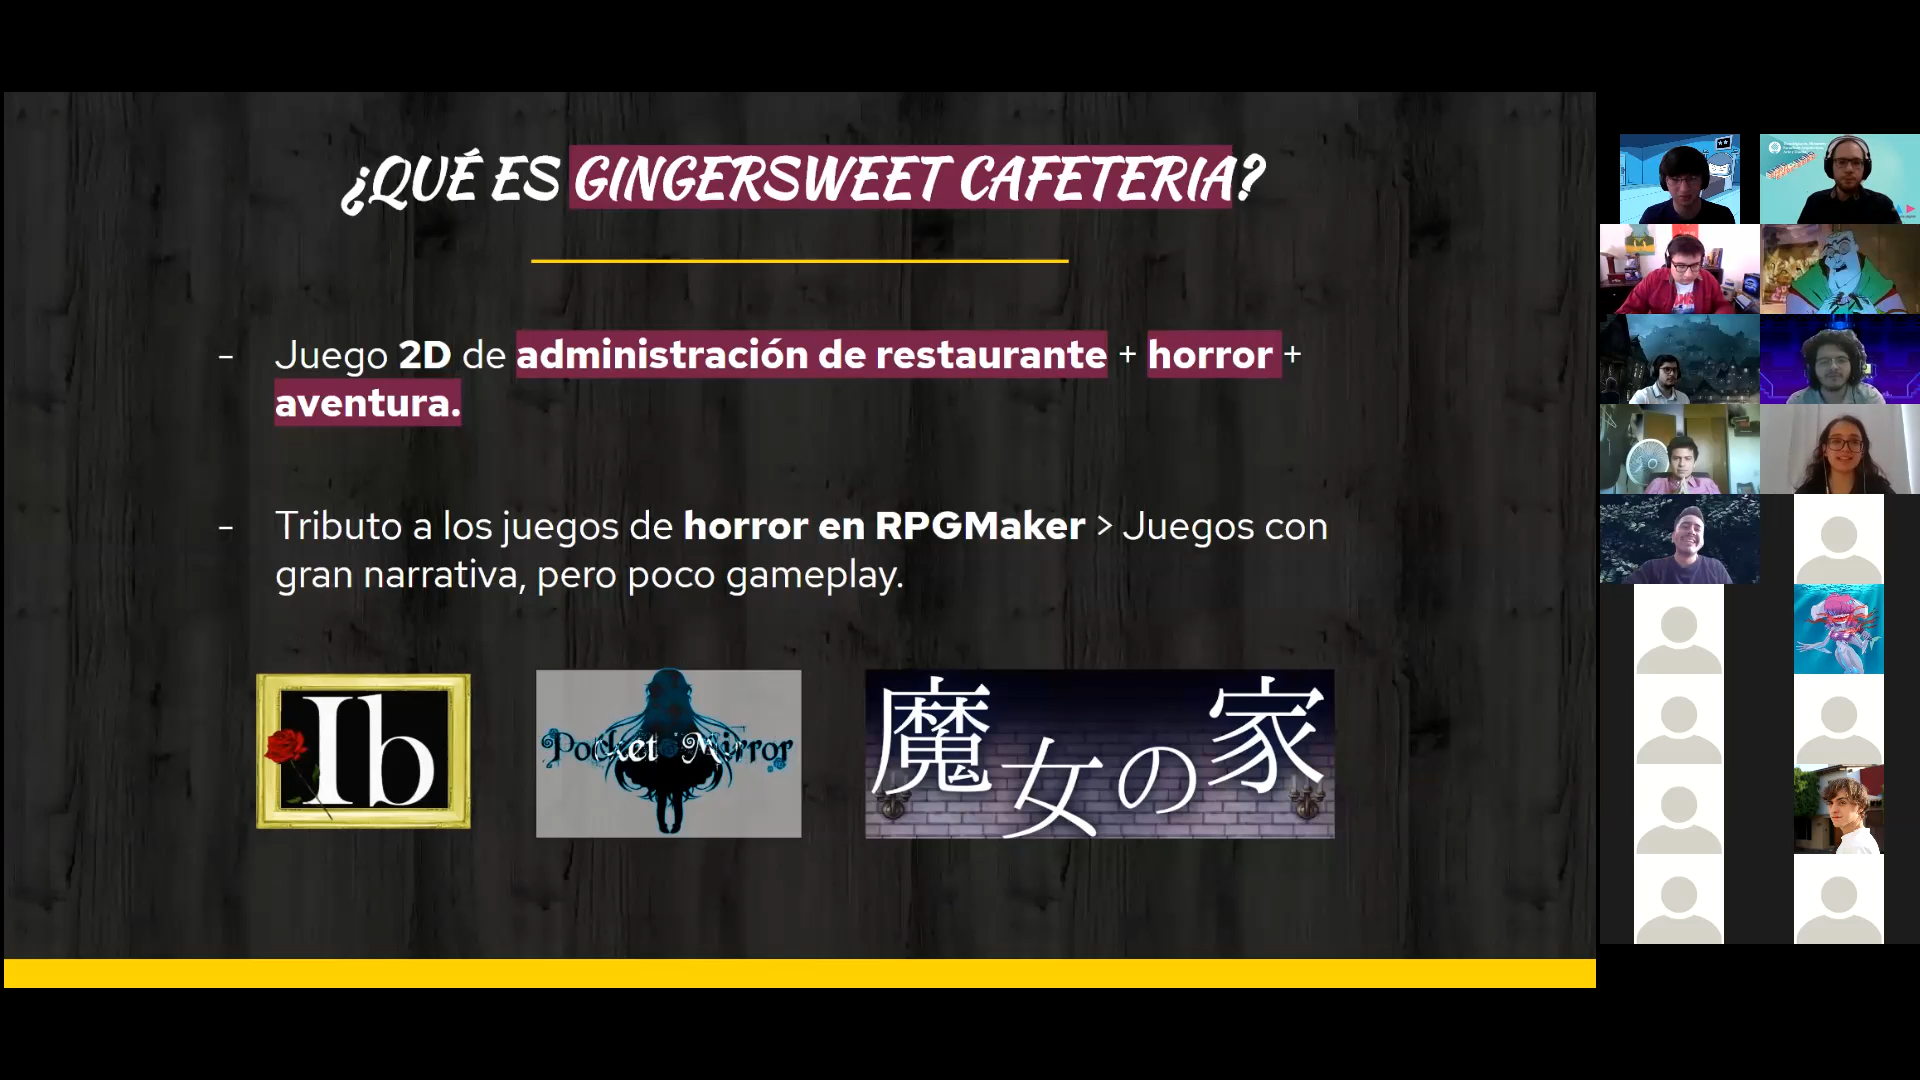 ¿QUÉ ES GINGERSWEET CAFETERIA?
- Juego 2D de administración de restaurante + horror +
aventura.
- Tributo a los juegos de horror en RPGMaker > Juegos con
gran narrativa, pero poco gameplay.
Ib
Pocket Mirror
魔女の家